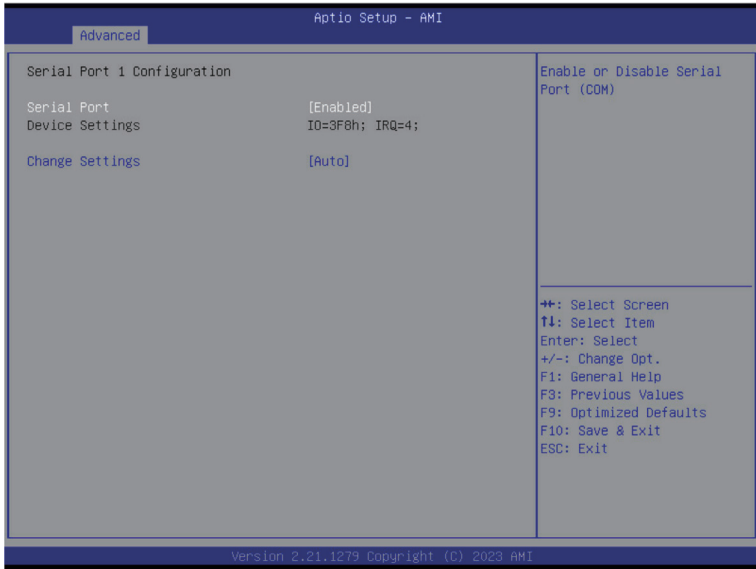 Aptio Setup – AMI
Advanced
Serial Port 1 Configuration
Serial Port [Enabled]
Device Settings IO=3F8h; IRQ=4;
Change Settings [Auto]
Enable or Disable Serial
Port (COM)
→←: Select Screen
↑↓: Select Item
Enter: Select
+/-: Change Opt.
F1: General Help
F3: Previous Values
F9: Optimized Defaults
F10: Save & Exit
ESC: Exit
Version 2.21.1279 Copyright (C) 2023 AMI